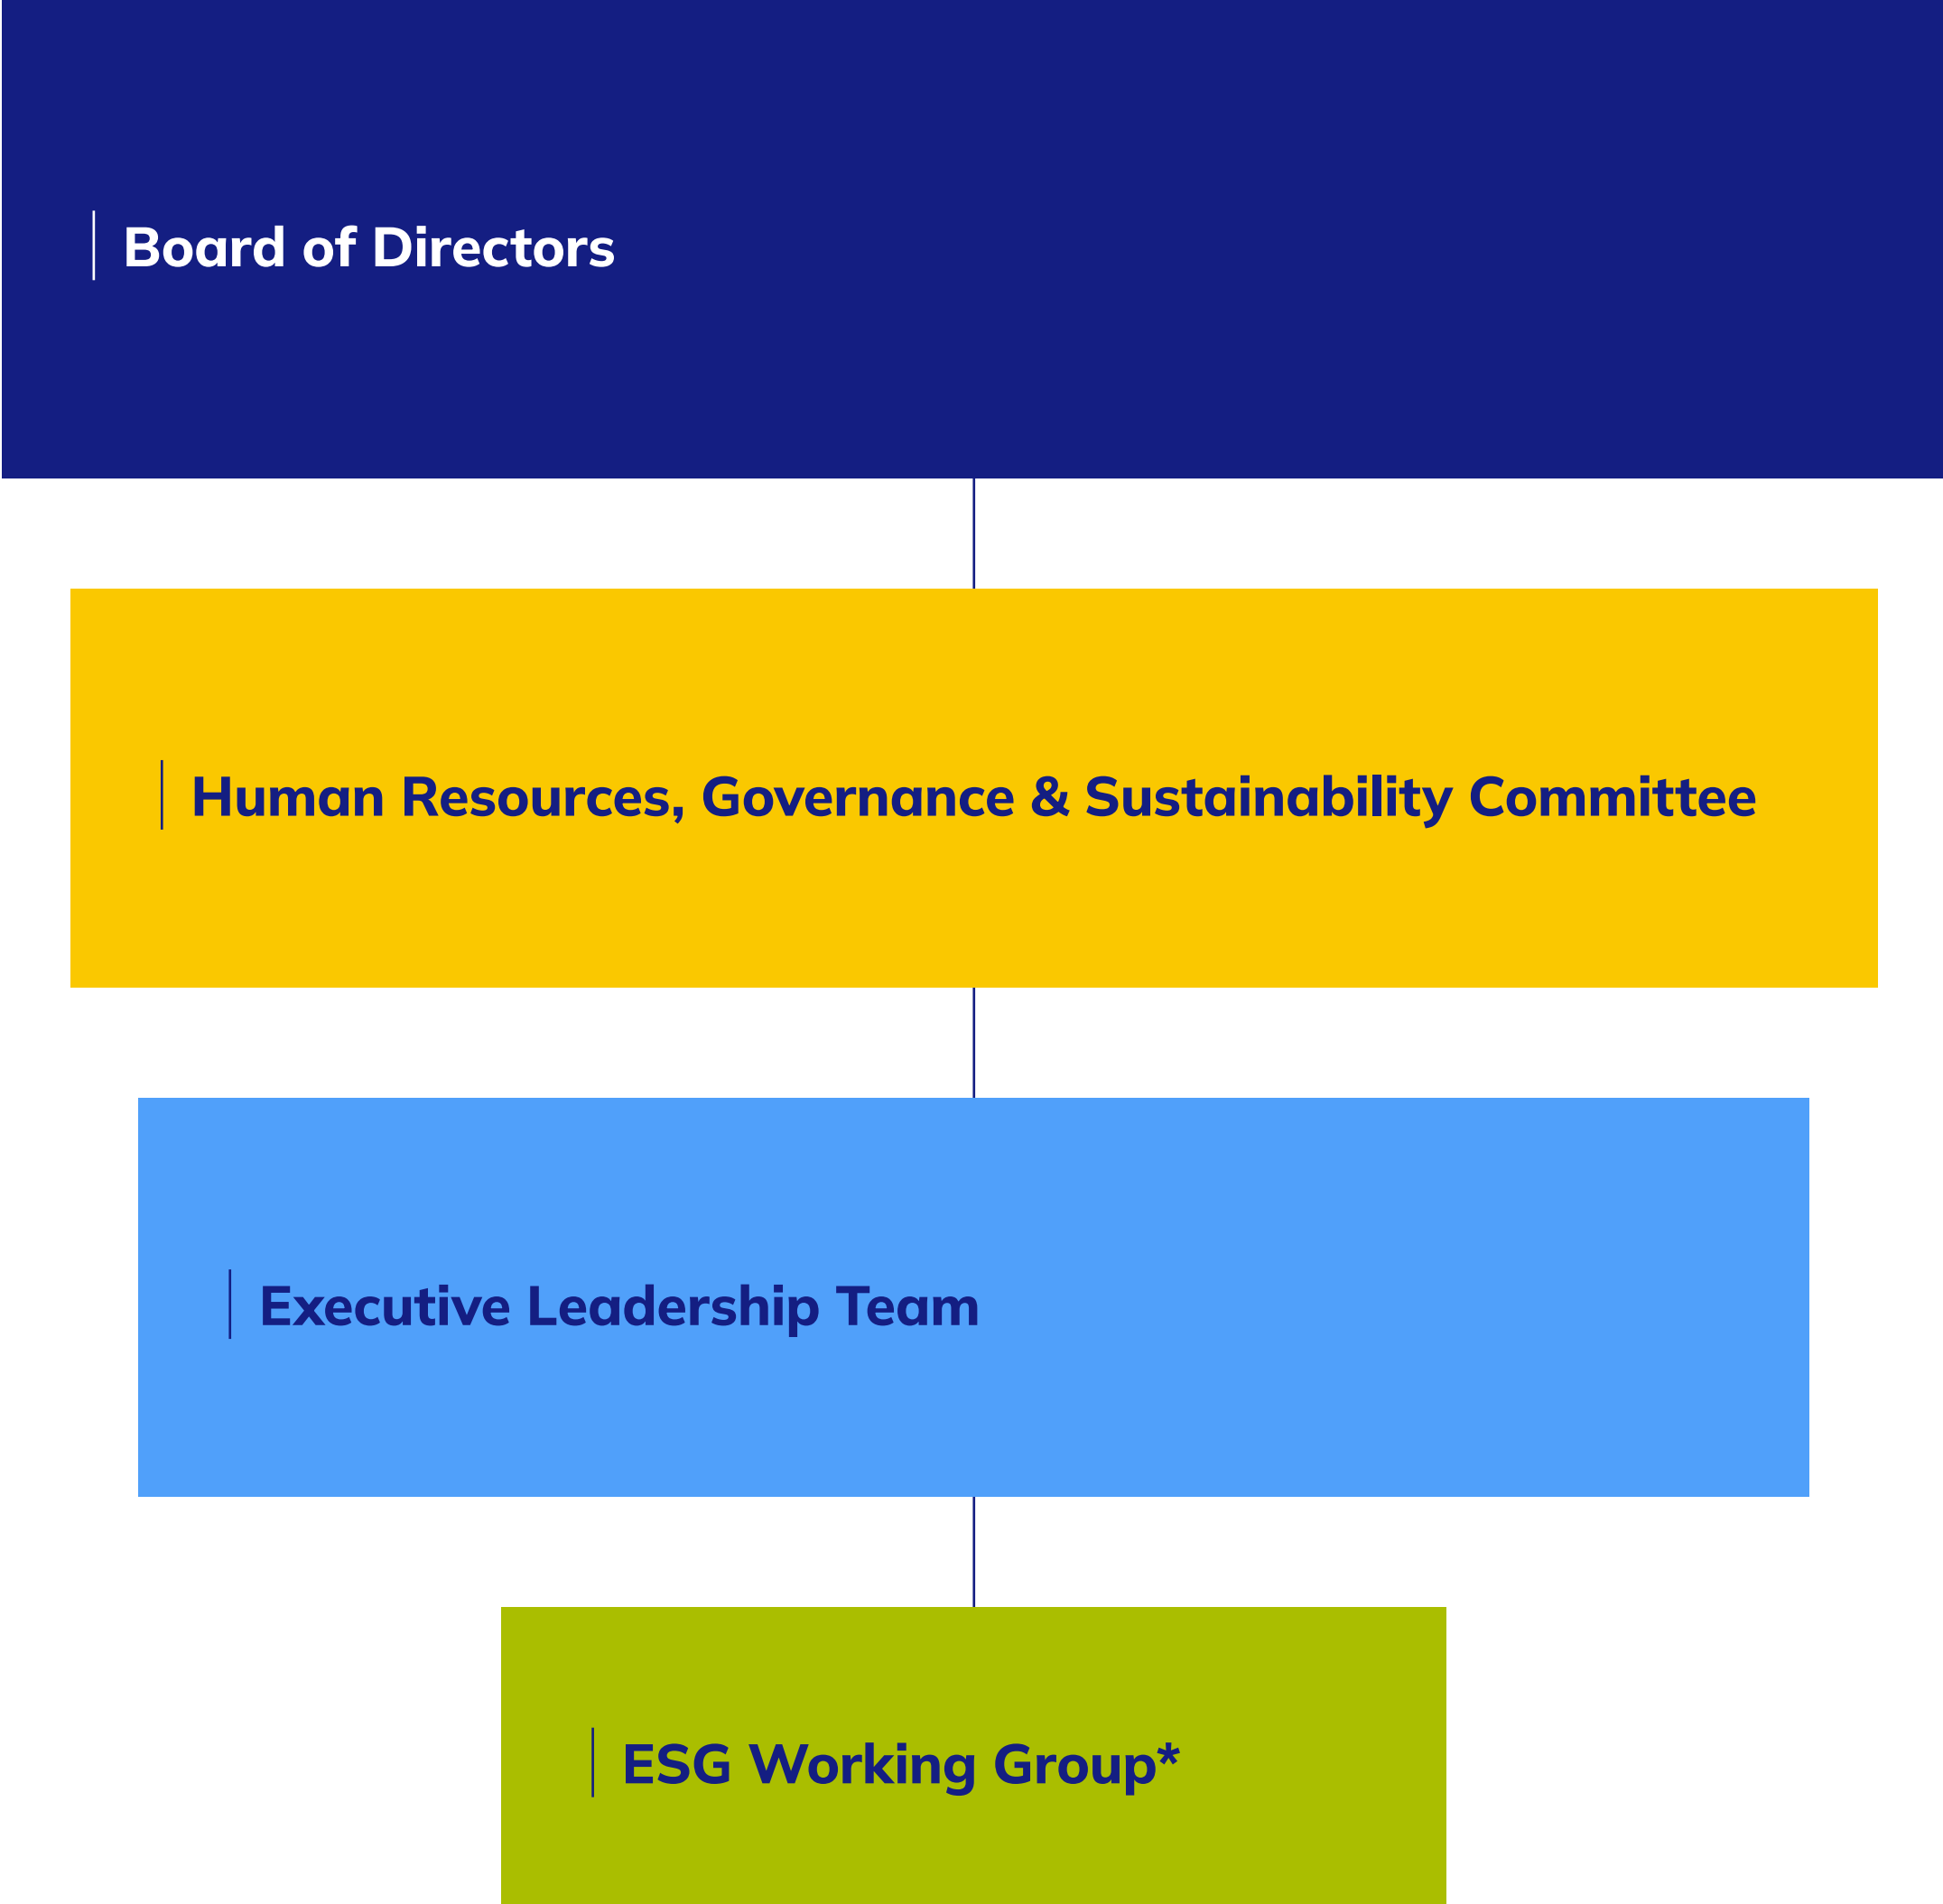 Board of Directors
Human Resources, Governance & Sustainability Committee
Executive Leadership Team
ESG Working Group*